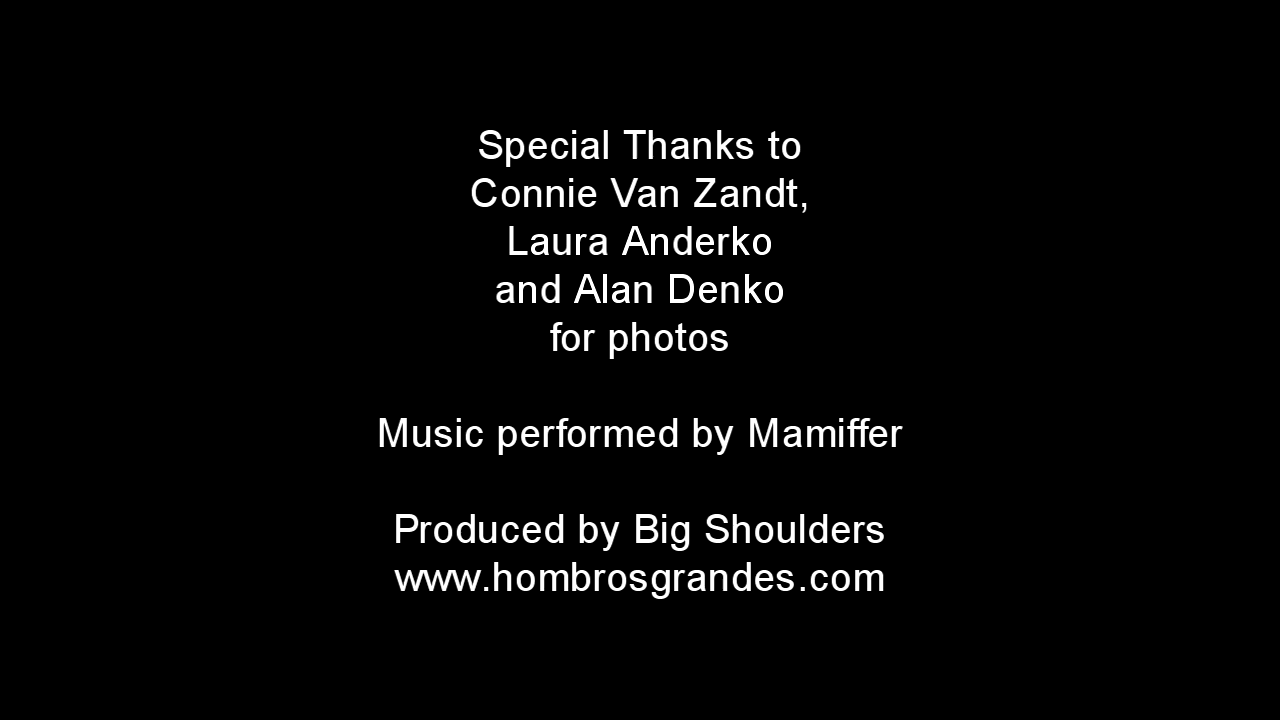 Special Thanks to
Connie Van Zandt,
Laura Anderko
and Alan Denko
for photos
Music performed by Mamiffer
Produced by Big Shoulders
www.hombrosgrandes.com